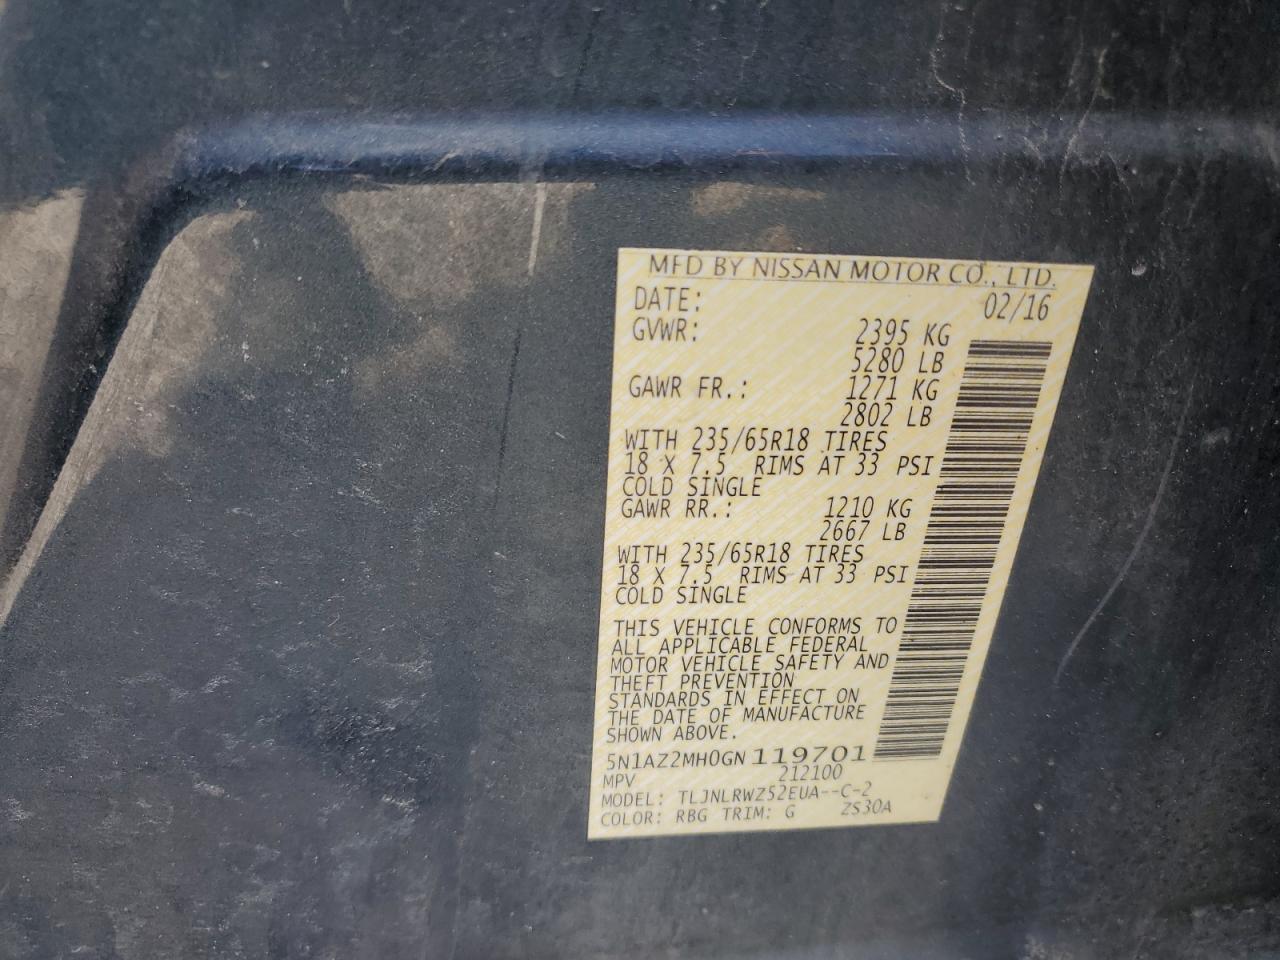 MFD BY NISSAN MOTOR CO., LTD.
DATE: 02/16
GVWR: 2395 KG
5280 LB
GAWR FR.: 1271 KG
2802 LB
WITH 235/65R18 TIRES
18 X 7.5 RIMS AT 33 PSI
COLD SINGLE
GAWR RR.: 1210 KG
2667 LB
WITH 235/65R18 TIRES
18 X 7.5 RIMS AT 33 PSI
COLD SINGLE
THIS VEHICLE CONFORMS TO
ALL APPLICABLE FEDERAL
MOTOR VEHICLE SAFETY AND
THEFT PREVENTION
STANDARDS IN EFFECT ON
THE DATE OF MANUFACTURE
SHOWN ABOVE.
5N1AZ2MH0GN119701
MPV 212100
MODEL: TLJNLRWZ52EUA--C-2
COLOR: RBG TRIM: G ZS30A